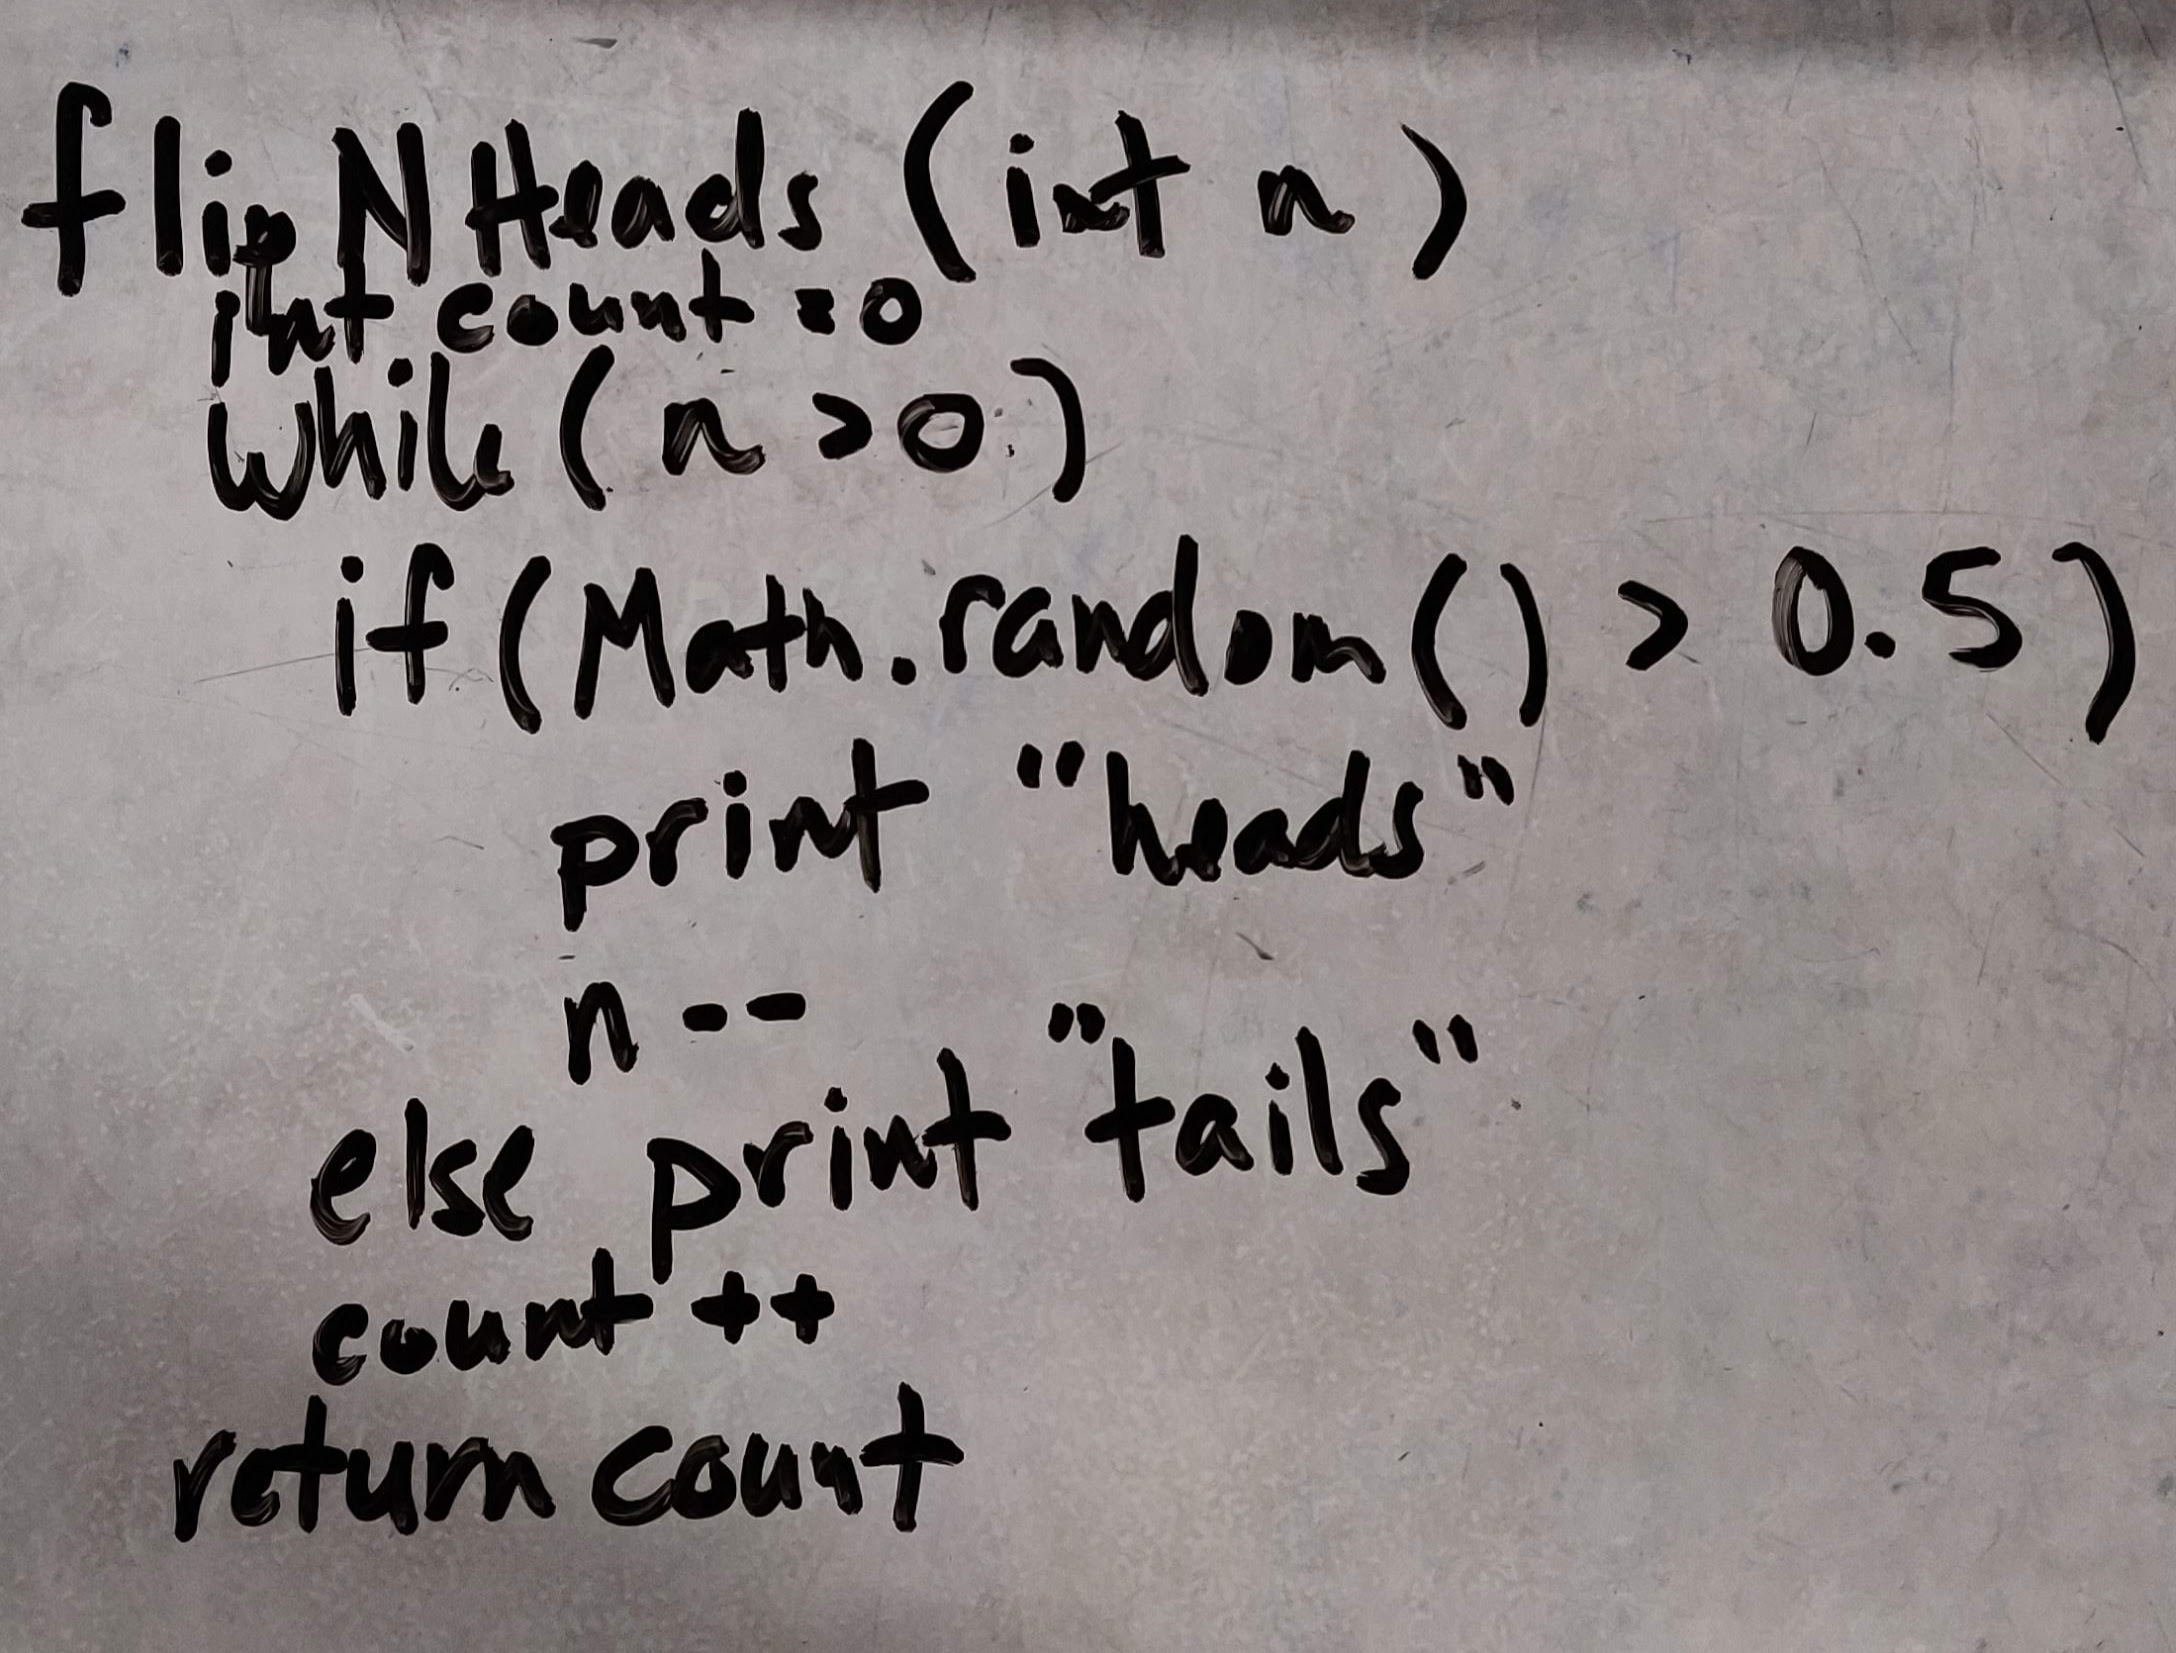 flipNHeads (int n)
int count = 0
while (n > 0)
if (Math.random() > 0.5)
print "heads"
n --
else print "tails"
count ++
return count